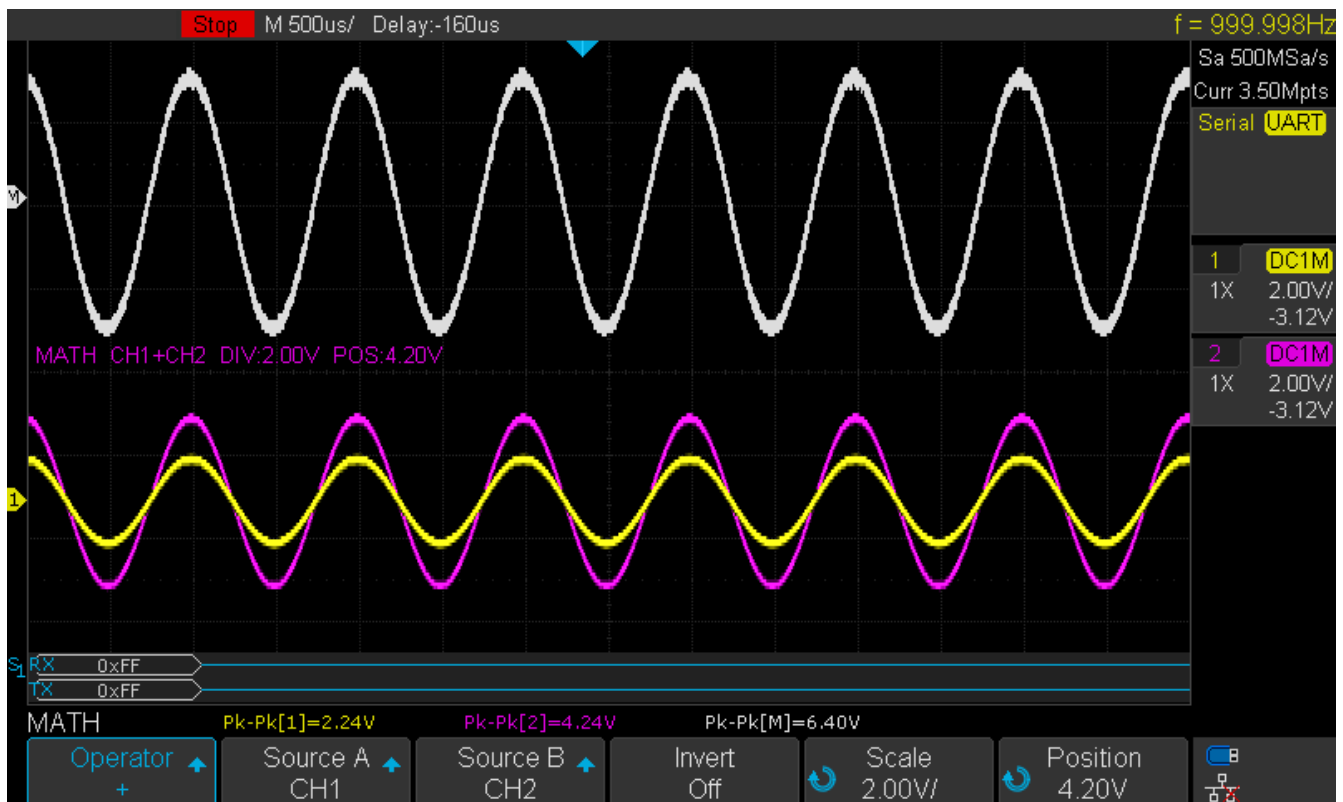 Stop M 500us/ Delay:-160us f = 999.998Hz
Sa 500MSa/s
Curr 3.50Mpts
Serial UART
M
1 DC1M
1X 2.00V/
-3.12V
MATH CH1+CH2 DIV:2.00V POS:4.20V
2 DC1M
1X 2.00V/
-3.12V
1
S1 RX 0xFF
TX 0xFF
MATH Pk-Pk[1]=2.24V Pk-Pk[2]=4.24V Pk-Pk[M]=6.40V
Operator Source A Source B Invert Scale Position
+ CH1 CH2 Off 2.00V/ 4.20V